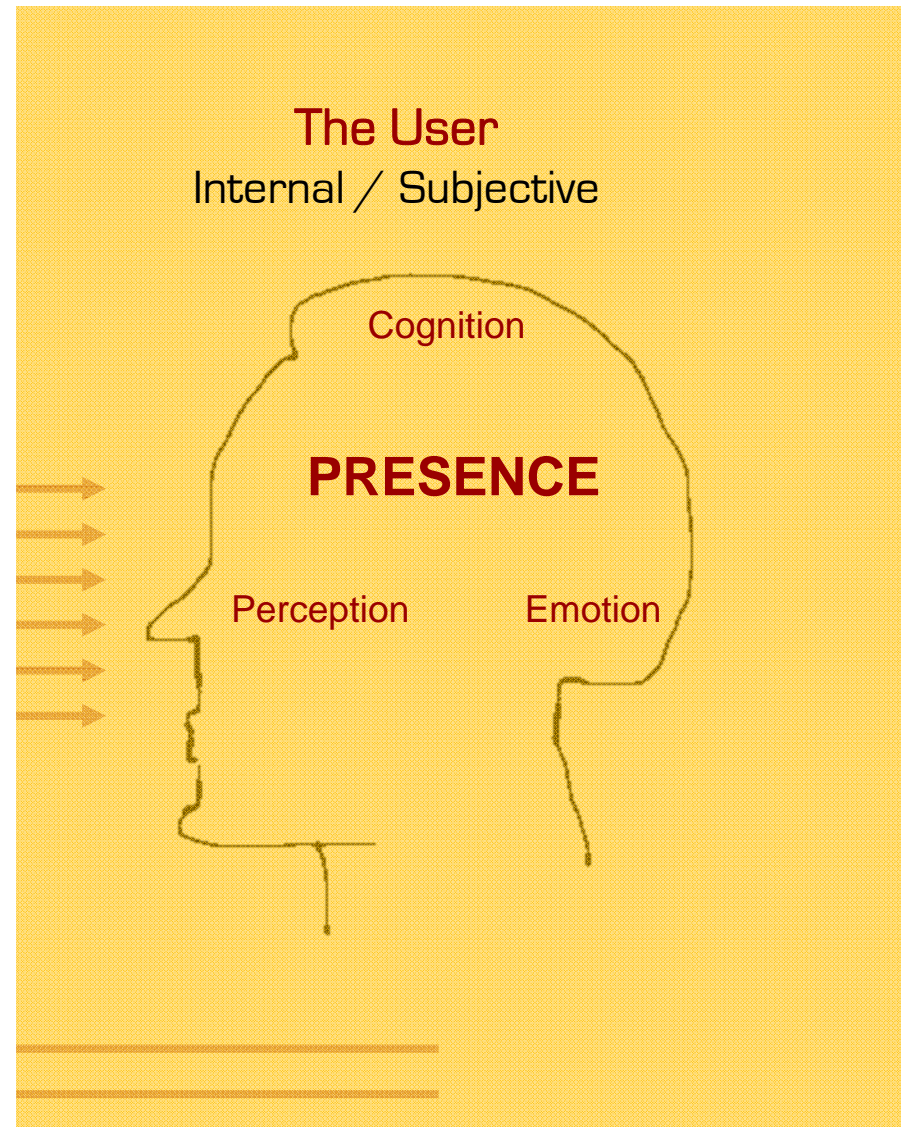 The User
Internal / Subjective
Cognition
PRESENCE
Perception Emotion